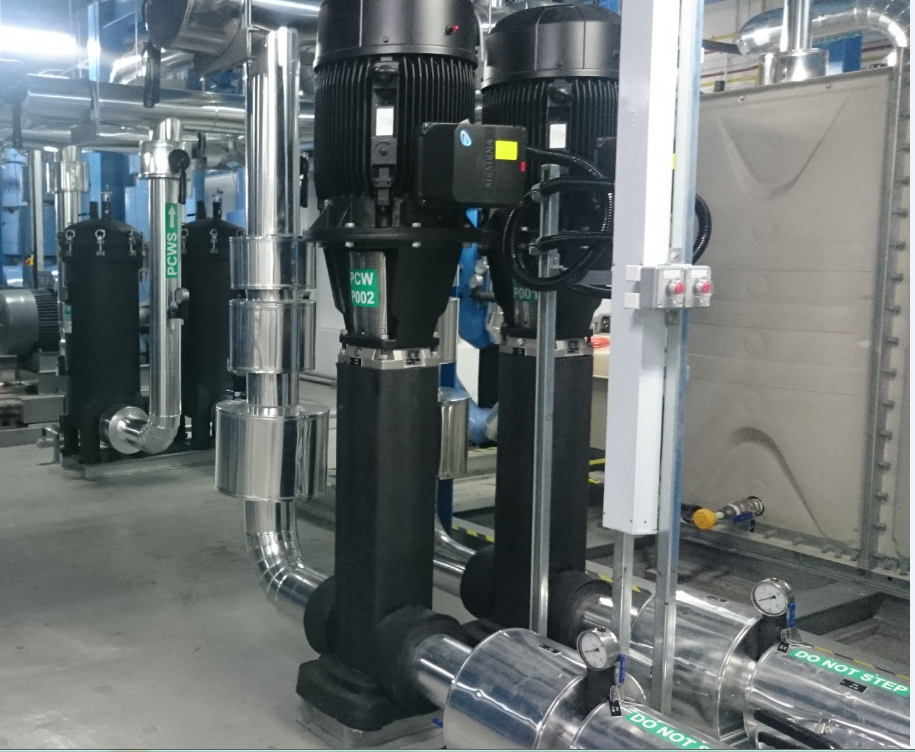 PCWS →
PCW
P002
P001
DO NOT STEP
DO NOT